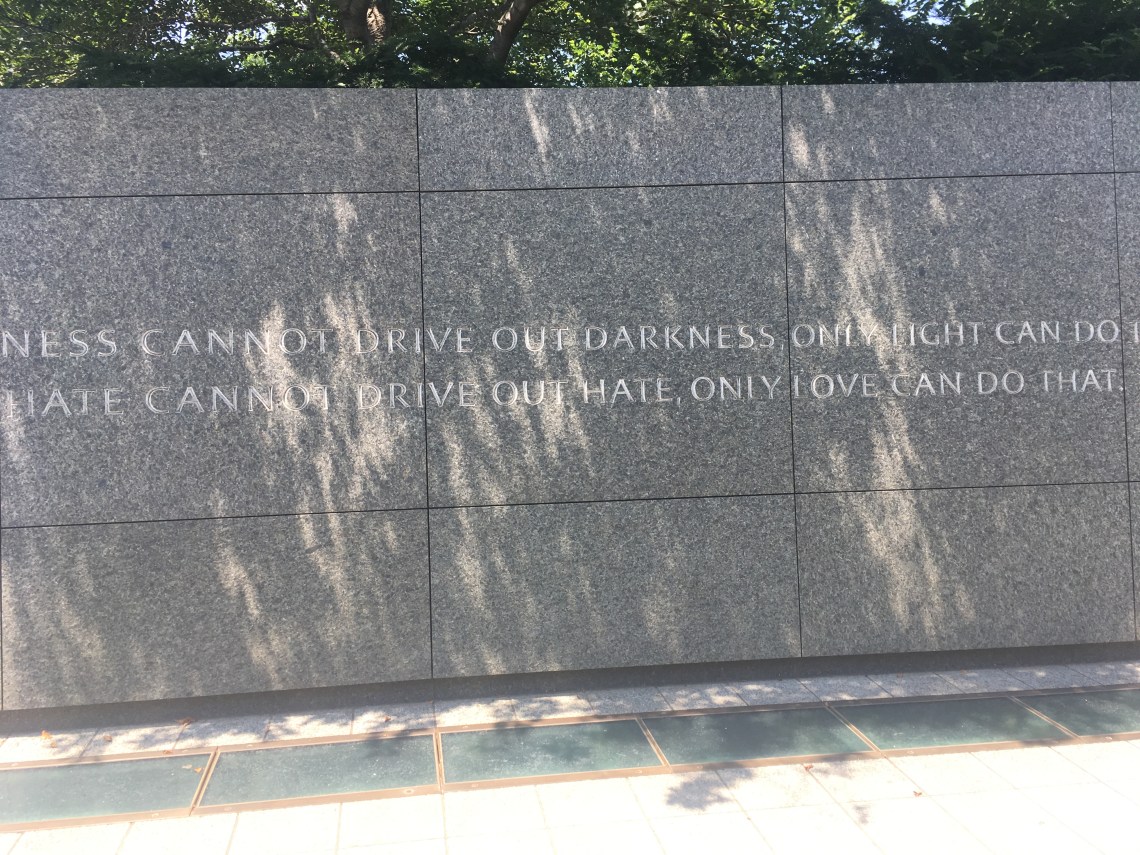 NESS CANNOT DRIVE OUT DARKNESS, ONLY LIGHT CAN DO
HATE CANNOT DRIVE OUT HATE, ONLY LOVE CAN DO THAT.